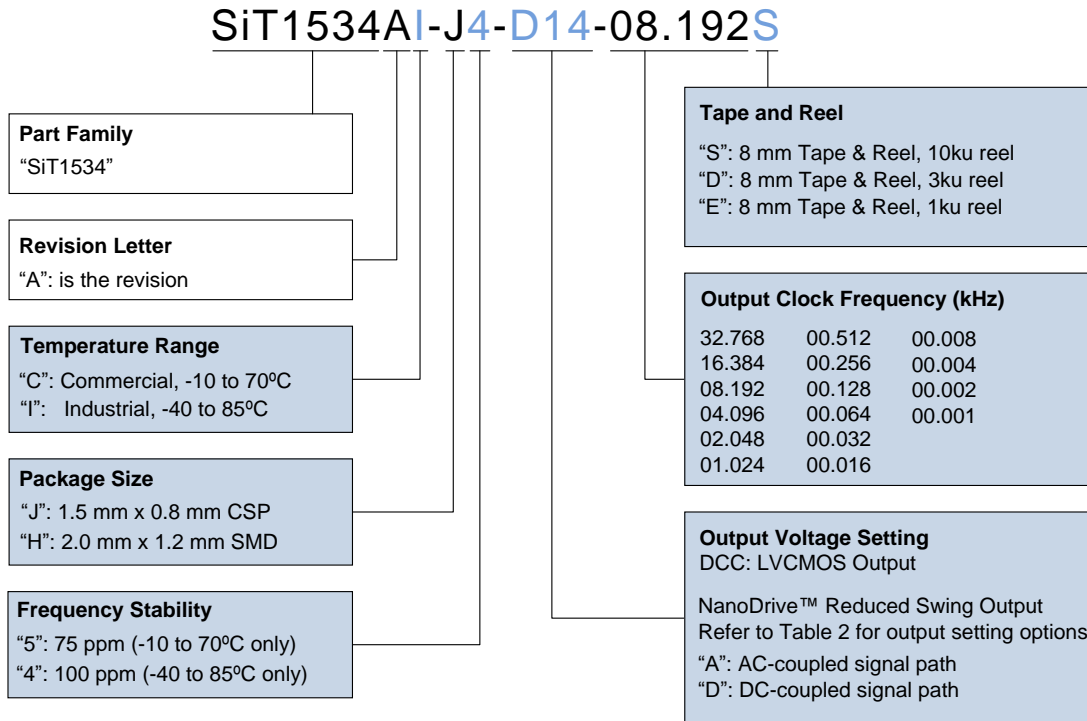 SiT1534AI-J4-D14-08.192S
Part Family
“SiT1534”
Revision Letter
“A”: is the revision
Temperature Range
“C”: Commercial, -10 to 70ºC
“I”: Industrial, -40 to 85ºC
Package Size
“J”: 1.5 mm x 0.8 mm CSP
“H”: 2.0 mm x 1.2 mm SMD
Frequency Stability
“5”: 75 ppm (-10 to 70ºC only)
“4”: 100 ppm (-40 to 85ºC only)
Tape and Reel
“S”: 8 mm Tape & Reel, 10ku reel
“D”: 8 mm Tape & Reel, 3ku reel
“E”: 8 mm Tape & Reel, 1ku reel
Output Clock Frequency (kHz)
32.768 00.512 00.008
16.384 00.256 00.004
08.192 00.128 00.002
04.096 00.064 00.001
02.048 00.032
01.024 00.016
Output Voltage Setting
DCC: LVCMOS Output
NanoDrive™ Reduced Swing Output
Refer to Table 2 for output setting options
“A”: AC-coupled signal path
“D”: DC-coupled signal path